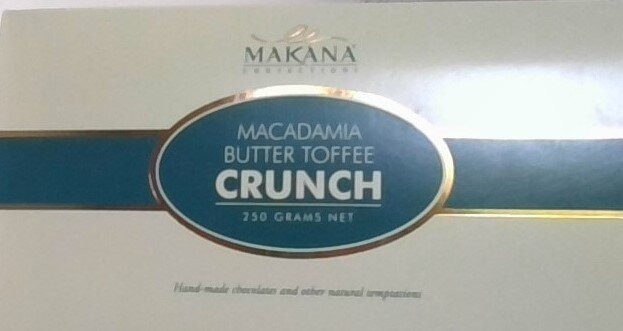 MAKANA
CONFECTIONS
MACADAMIA
BUTTER TOFFEE
CRUNCH
250 GRAMS NET
Hand-made chocolates and other natural temptations